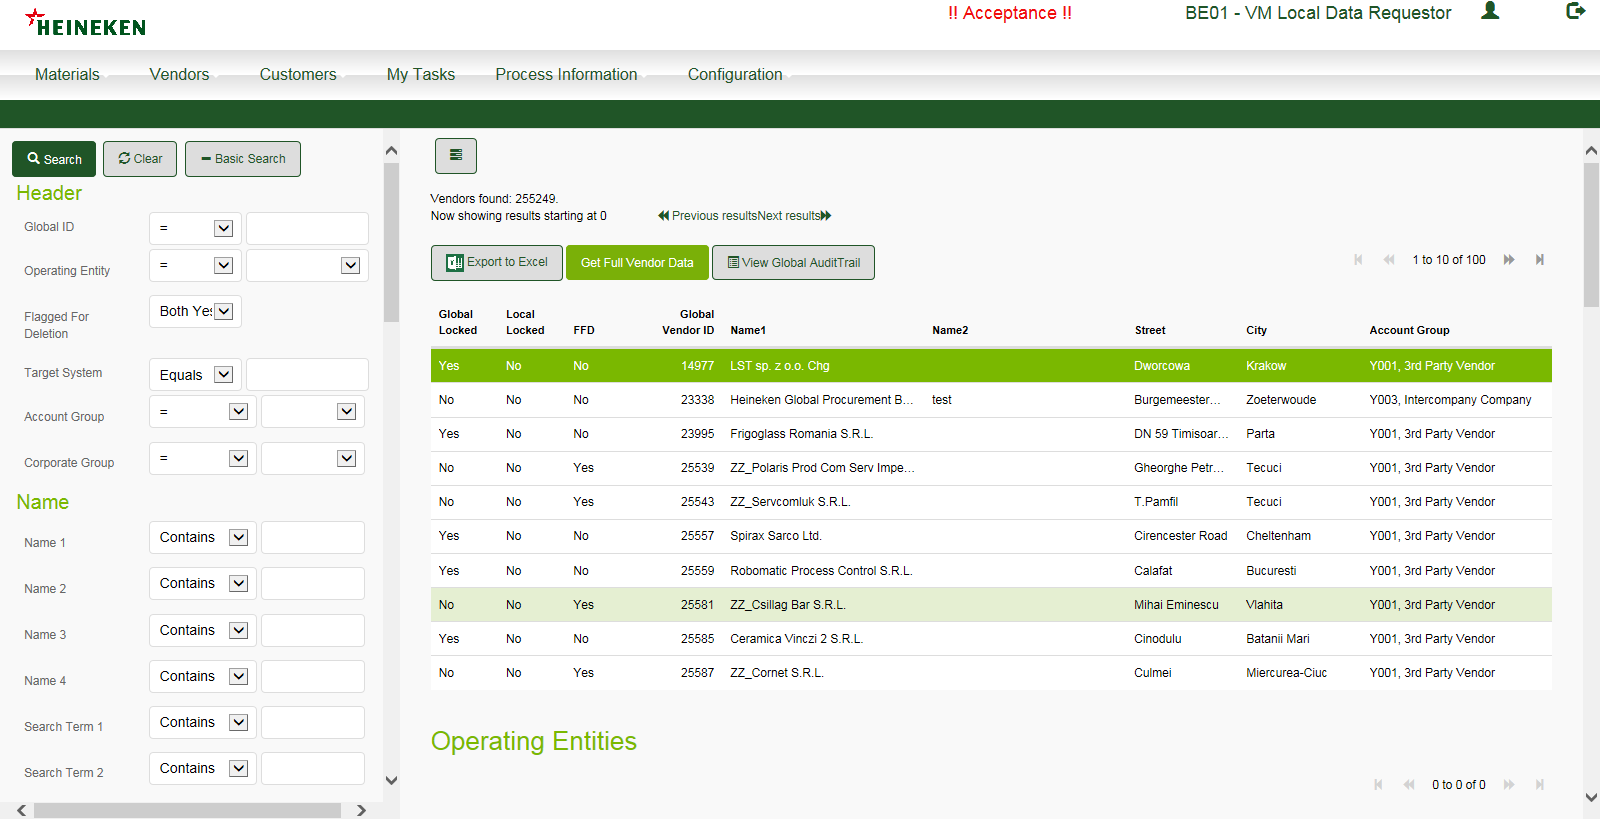 HEINEKEN
!! Acceptance !!
BE01 - VM Local Data Requestor
Materials Vendors Customers My Tasks Process Information Configuration
Search Clear Basic Search
Header
Global ID =
Operating Entity =
Flagged For Deletion Both Yes
Target System Equals
Account Group =
Corporate Group =
Name
Name 1 Contains
Name 2 Contains
Name 3 Contains
Name 4 Contains
Search Term 1 Contains
Search Term 2 Contains
Vendors found: 255249.
Now showing results starting at 0 Previous resultsNext results
Export to Excel Get Full Vendor Data View Global AuditTrail 1 to 10 of 100
Global Locked Local Locked FFD Global Vendor ID Name1 Name2 Street City Account Group
Yes No No 14977 LST sp. z o.o. Chg Dworcowa Krakow Y001, 3rd Party Vendor
No No No 23338 Heineken Global Procurement B... test Burgemeester... Zoeterwoude Y003, Intercompany Company
Yes No No 23995 Frigoglass Romania S.R.L. DN 59 Timisoar... Parta Y001, 3rd Party Vendor
No No Yes 25539 ZZ_Polaris Prod Com Serv Impe... Gheorghe Petr... Tecuci Y001, 3rd Party Vendor
No No Yes 25543 ZZ_Servcomluk S.R.L. T.Pamfil Tecuci Y001, 3rd Party Vendor
Yes No No 25557 Spirax Sarco Ltd. Cirencester Road Cheltenham Y001, 3rd Party Vendor
Yes No No 25559 Robomatic Process Control S.R.L. Calafat Bucuresti Y001, 3rd Party Vendor
No No Yes 25581 ZZ_Csillag Bar S.R.L. Mihai Eminescu Vlahita Y001, 3rd Party Vendor
Yes No No 25585 Ceramica Vinczi 2 S.R.L. Cinodulu Batanii Mari Y001, 3rd Party Vendor
No No Yes 25587 ZZ_Cornet S.R.L. Culmei Miercurea-Ciuc Y001, 3rd Party Vendor
Operating Entities
0 to 0 of 0